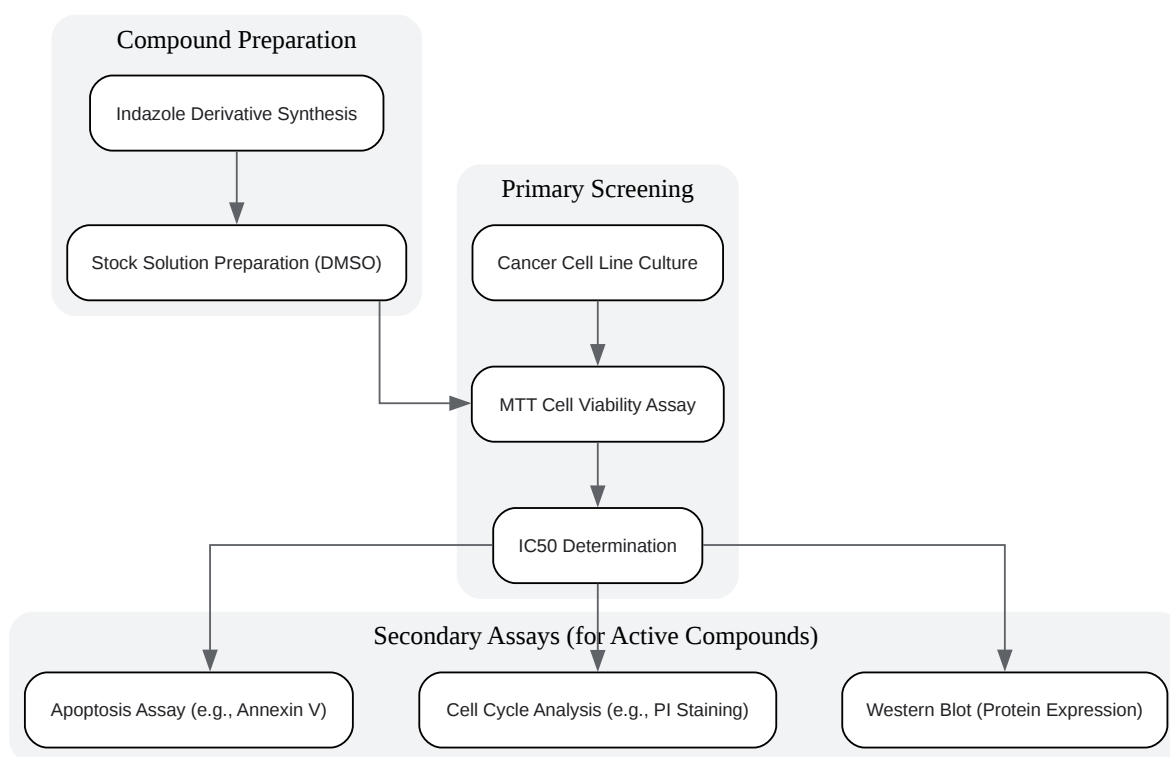 Compound Preparation
Indazole Derivative Synthesis
Stock Solution Preparation (DMSO)
Primary Screening
Cancer Cell Line Culture
MTT Cell Viability Assay
IC50 Determination
Secondary Assays (for Active Compounds)
Apoptosis Assay (e.g., Annexin V)
Cell Cycle Analysis (e.g., PI Staining)
Western Blot (Protein Expression)